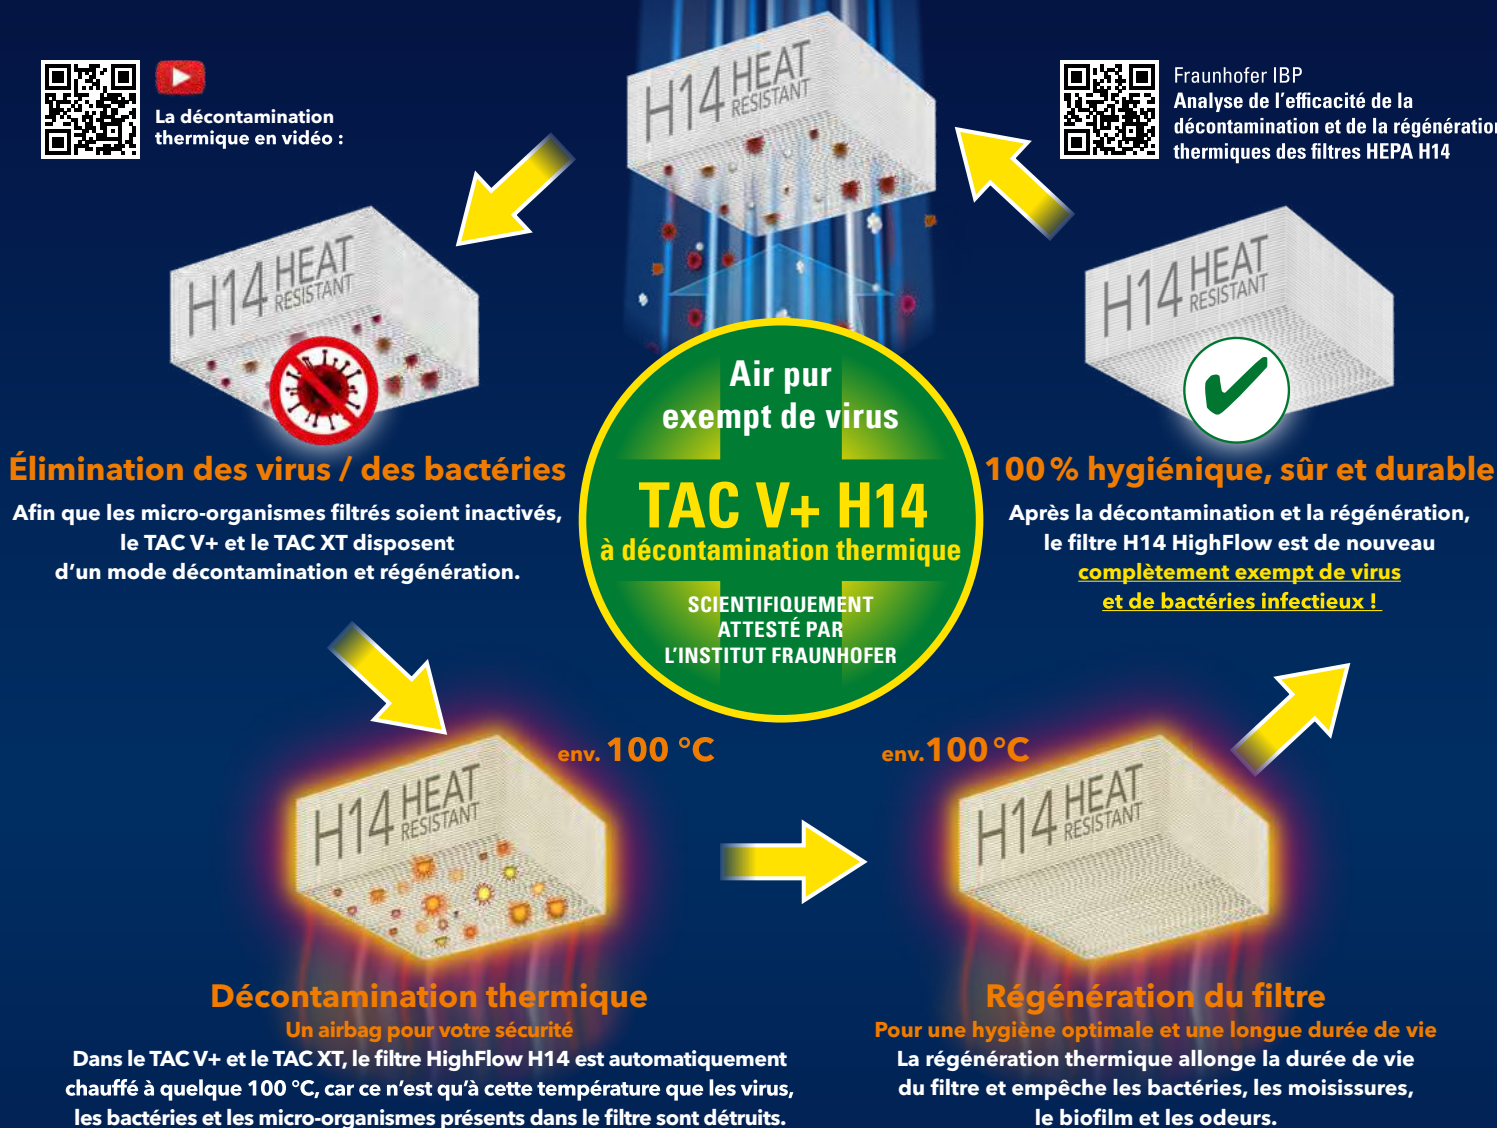 La décontamination
thermique en vidéo :
H14 HEAT
RESISTANT
Fraunhofer IBP
Analyse de l'efficacité de la
décontamination et de la régénération
thermiques des filtres HEPA H14
H14 HEAT
RESISTANT
H14 HEAT
RESISTANT
Air pur
exempt de virus
TAC V+ H14
à décontamination thermique
SCIENTIFIQUEMENT
ATTESTÉ PAR
L'INSTITUT FRAUNHOFER
Élimination des virus / des bactéries
Afin que les micro-organismes filtrés soient inactivés,
le TAC V+ et le TAC XT disposent
d'un mode décontamination et régénération.
100 % hygiénique, sûr et durable
Après la décontamination et la régénération,
le filtre H14 HighFlow est de nouveau
complètement exempt de virus
et de bactéries infectieux !
env. 100 °C
env. 100 °C
H14 HEAT
RESISTANT
H14 HEAT
RESISTANT
Décontamination thermique
Un airbag pour votre sécurité
Dans le TAC V+ et le TAC XT, le filtre HighFlow H14 est automatiquement
chauffé à quelque 100 °C, car ce n'est qu'à cette température que les virus,
les bactéries et les micro-organismes présents dans le filtre sont détruits.
Régénération du filtre
Pour une hygiène optimale et une longue durée de vie
La régénération thermique allonge la durée de vie
du filtre et empêche les bactéries, les moisissures,
le biofilm et les odeurs.